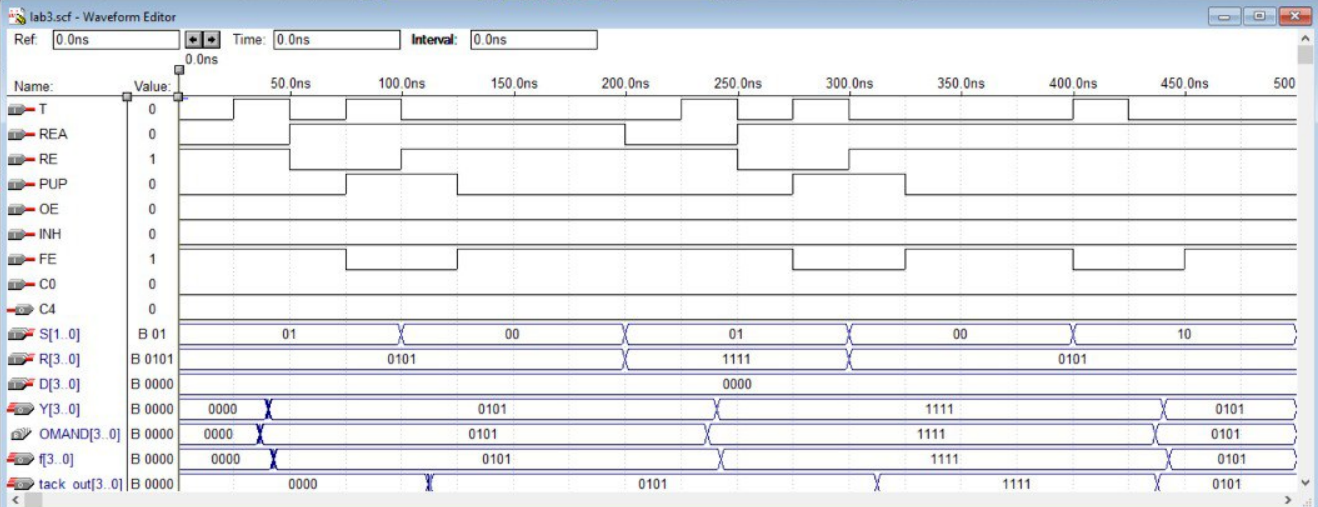 lab3.scf - Waveform Editor
Ref: 0.0ns Time: 0.0ns Interval: 0.0ns
0.0ns
Name: Value: 50.0ns 100.0ns 150.0ns 200.0ns 250.0ns 300.0ns 350.0ns 400.0ns 450.0ns 500
T 0
REA 0
RE 1
PUP 0
OE 0
INH 0
FE 1
C0 0
C4 0
S[1..0] B 01 01 00 01 00 10
R[3..0] B 0101 0101 1111 0101
D[3..0] B 0000 0000
Y[3..0] B 0000 0000 0101 1111 0101
OMAND[3..0] B 0000 0000 0101 1111 0101
f[3..0] B 0000 0000 0101 1111 0101
tack_out[3..0] B 0000 0000 0101 1111 0101